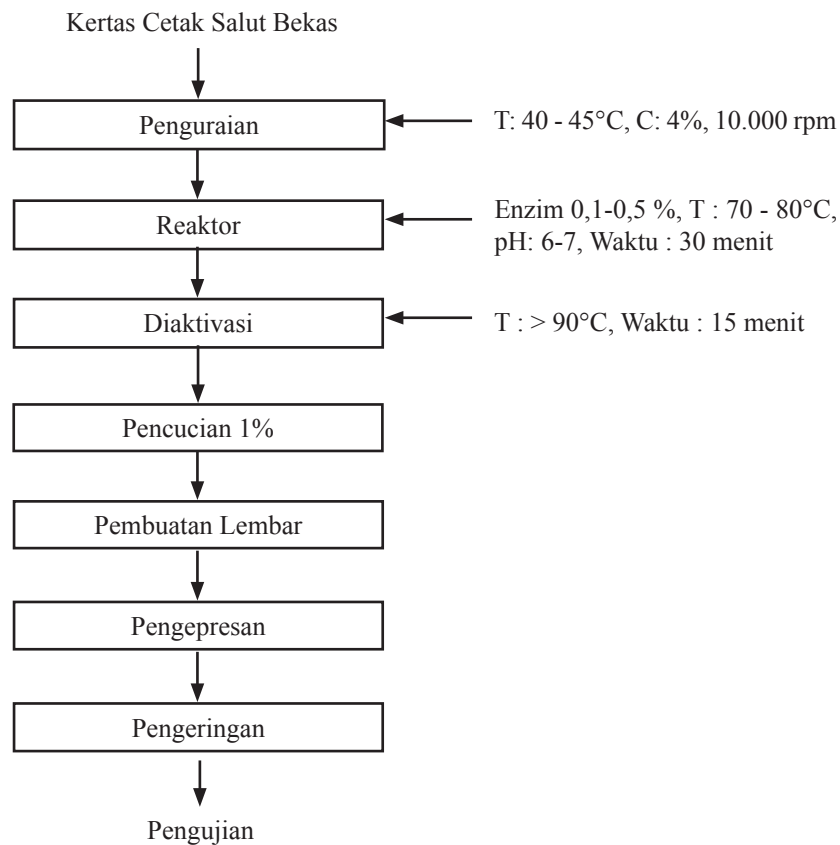 Kertas Cetak Salut Bekas
Penguraian
T: 40 - 45°C, C: 4%, 10.000 rpm
Reaktor
Enzim 0,1-0,5 %, T : 70 - 80°C,
pH: 6-7, Waktu : 30 menit
Diaktivasi
T : > 90°C, Waktu : 15 menit
Pencucian 1%
Pembuatan Lembar
Pengepresan
Pengeringan
Pengujian